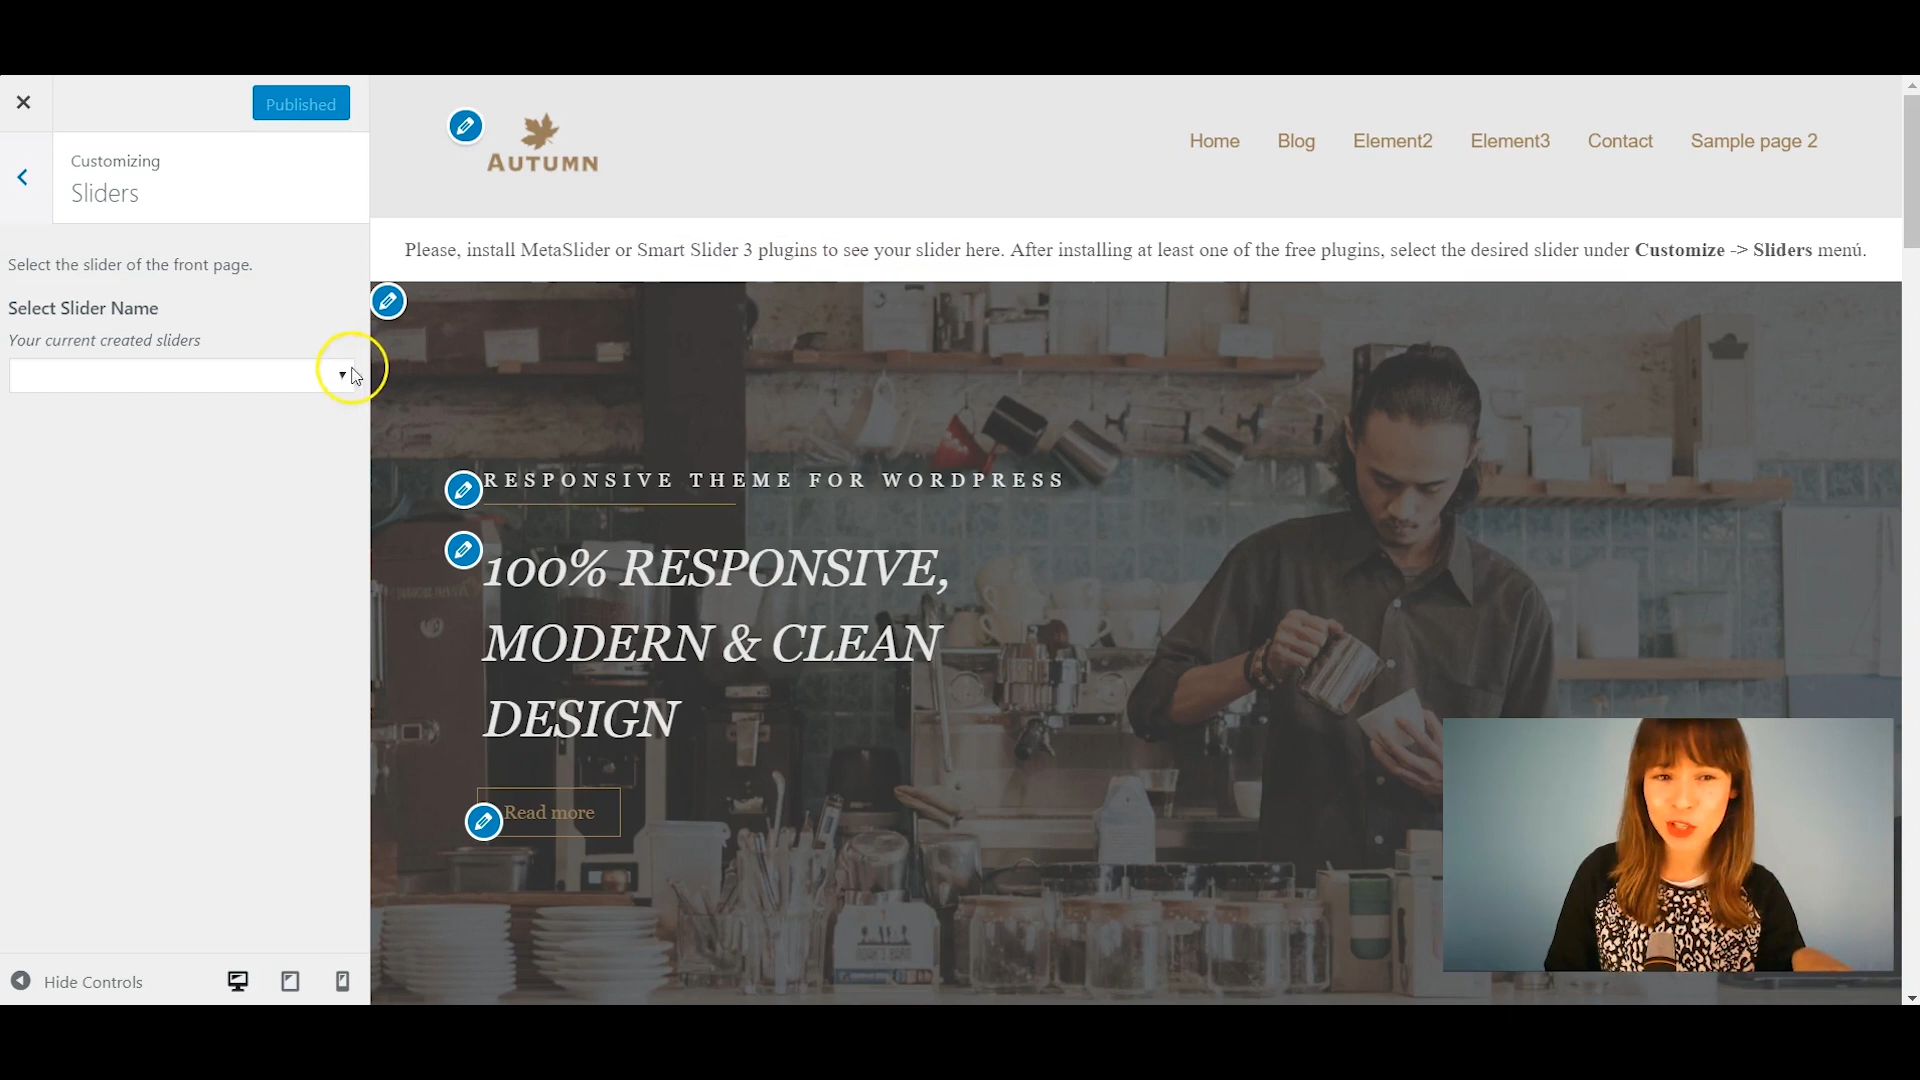 Published
Customizing
Sliders
Select the slider of the front page.
Select Slider Name
Your current created sliders
Hide Controls
AUTUMN
Home Blog Element2 Element3 Contact Sample page 2
Please, install MetaSlider or Smart Slider 3 plugins to see your slider here. After installing at least one of the free plugins, select the desired slider under Customize -> Sliders menú.
RESPONSIVE THEME FOR WORDPRESS
100% RESPONSIVE,
MODERN & CLEAN
DESIGN
Read more